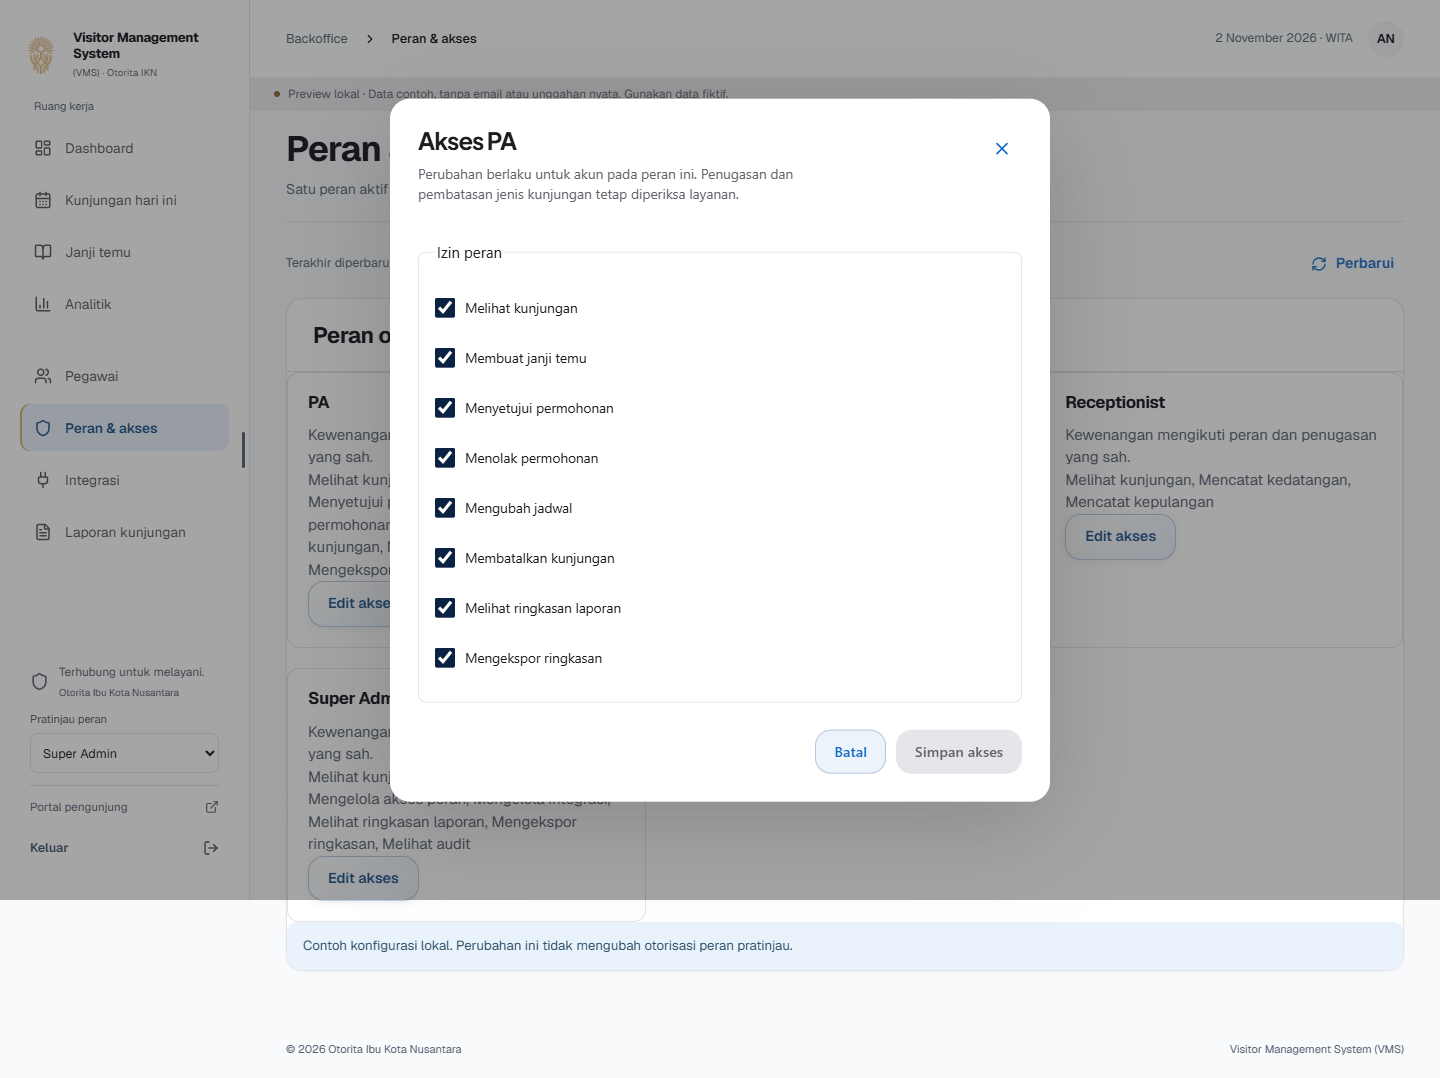 Visitor Management
System
(VMS) · Otorita IKN
Ruang kerja
Dashboard
Kunjungan hari ini
Janji temu
Analitik
Pegawai
Peran & akses
Integrasi
Laporan kunjungan
Terhubung untuk melayani.
Otorita Ibu Kota Nusantara
Pratinjau peran
Super Admin
Portal pengunjung
Keluar
Backoffice > Peran & akses
2 November 2026 · WITA
AN
Preview lokal · Data contoh, tanpa email atau unggahan nyata. Gunakan data fiktif.
Peran
Satu peran aktif
Terakhir diperbaru
Perbarui
Peran o
PA
Kewenangan
yang sah.
Melihat kun
Menyetujui
permohonan
kunjungan,
Mengekspo
Edit akse
Receptionist
Kewenangan mengikuti peran dan penugasan
yang sah.
Melihat kunjungan, Mencatat kedatangan,
Mencatat kepulangan
Edit akses
Super Adm
Kewenangan
yang sah.
Melihat kunj
Mengelola akses peran, Mengelola integrasi,
Melihat ringkasan laporan, Mengekspor
ringkasan, Melihat audit
Edit akses
Contoh konfigurasi lokal. Perubahan ini tidak mengubah otorisasi peran pratinjau.
Akses PA
Perubahan berlaku untuk akun pada peran ini. Penugasan dan
pembatasan jenis kunjungan tetap diperiksa layanan.
Izin peran
Melihat kunjungan
Membuat janji temu
Menyetujui permohonan
Menolak permohonan
Mengubah jadwal
Membatalkan kunjungan
Melihat ringkasan laporan
Mengekspor ringkasan
Batal
Simpan akses
© 2026 Otorita Ibu Kota Nusantara
Visitor Management System (VMS)